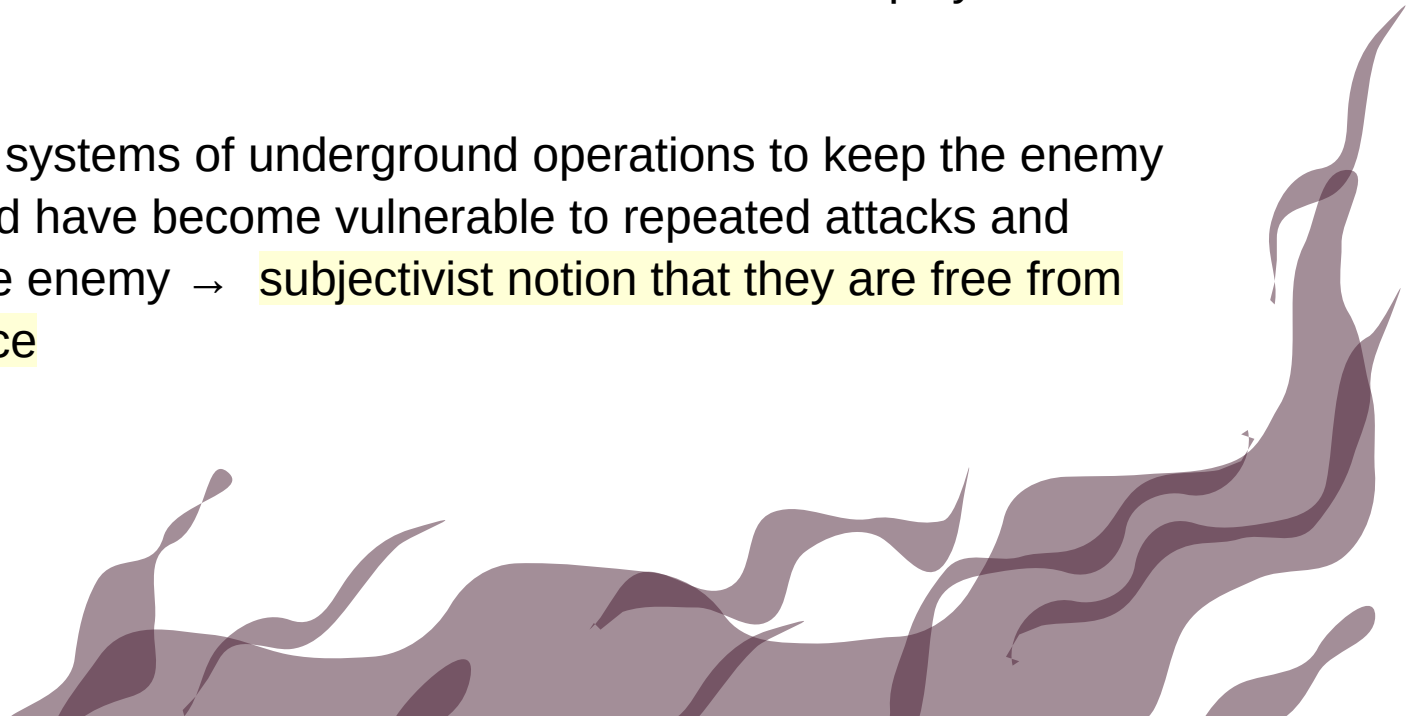 systems of underground operations to keep the enemy
have become vulnerable to repeated attacks and
enemy → subjectivist notion that they are free from